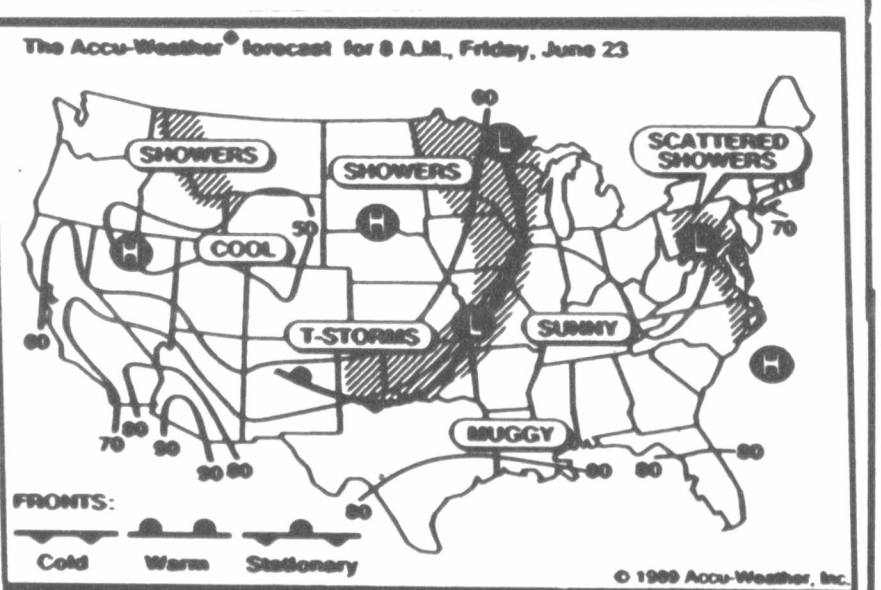 The Accu-Weather® forecast for 8 A.M., Friday, June 23
60
L
SHOWERS
SHOWERS
SCATTERED
SHOWERS
50
H
70
H
COOL
L
60
T-STORMS
L
SUNNY
H
70
80
90
90
80
MUGGY
80
80
80
80
FRONTS:
Cold
Warm
Stationary
© 1989 Accu-Weather, Inc.